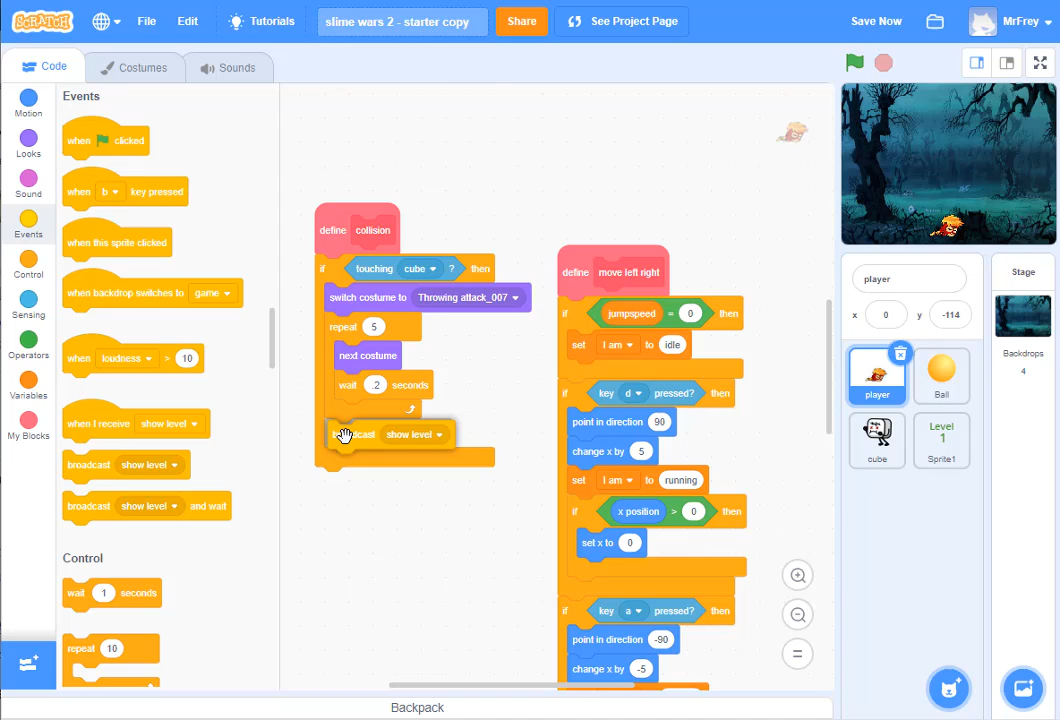 SCRATCH File Edit Tutorials slime wars 2 - starter copy Share See Project Page Save Now MrFrey
Code Costumes Sounds
Motion
Looks
Sound
Events
Control
Sensing
Operators
Variables
My Blocks
Events
when clicked
when b key pressed
when this sprite clicked
when backdrop switches to game
when loudness > 10
when I receive show level
broadcast show level
broadcast show level and wait
Control
wait 1 seconds
repeat 10
define collision
if touching cube ? then
switch costume to Throwing attack_007
repeat 5
next costume
wait .2 seconds
broadcast show level
define move left right
if jumpspeed = 0 then
set I am to idle
if key d pressed? then
point in direction 90
change x by 5
set I am to running
if x position > 0 then
set x to 0
if key a pressed? then
point in direction -90
change x by -5
player
x 0 y -114
player Ball
cube Sprite1
Level
1
Stage
Backdrops
4
Backpack